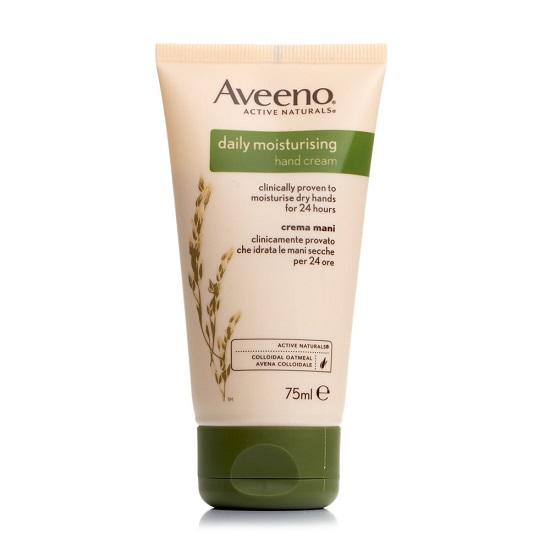 Aveeno®
ACTIVE NATURALS®
daily moisturising
hand cream
clinically proven to
moisturise dry hands
for 24 hours
crema mani
clinicamente provato
che idrata le mani secche
per 24 ore
ACTIVE NATURALS®
COLLOIDAL OATMEAL
AVENA COLLOIDALE
75ml ℮